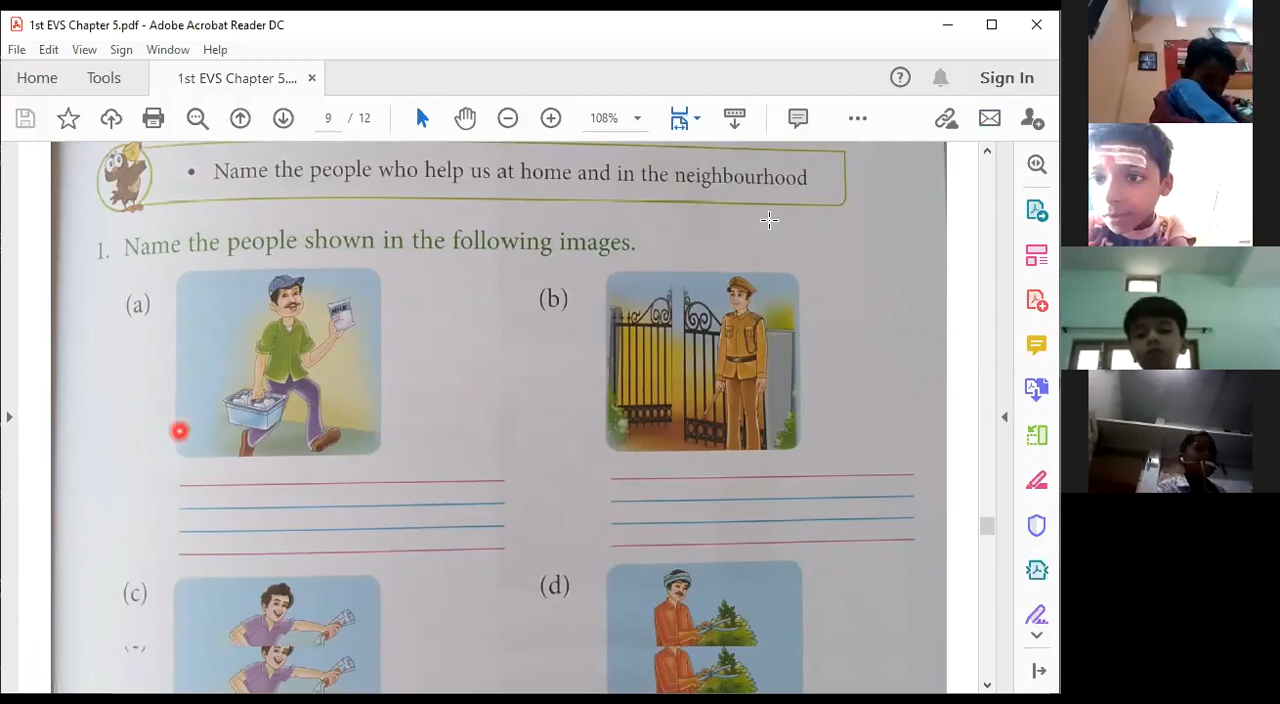 1st EVS Chapter 5.pdf - Adobe Acrobat Reader DC
File Edit View Sign Window Help
Home Tools 1st EVS Chapter 5.... × Sign In
9 / 12 108%
• Name the people who help us at home and in the neighbourhood
1. Name the people shown in the following images.
(a) (b)
MILK
(c) (d)